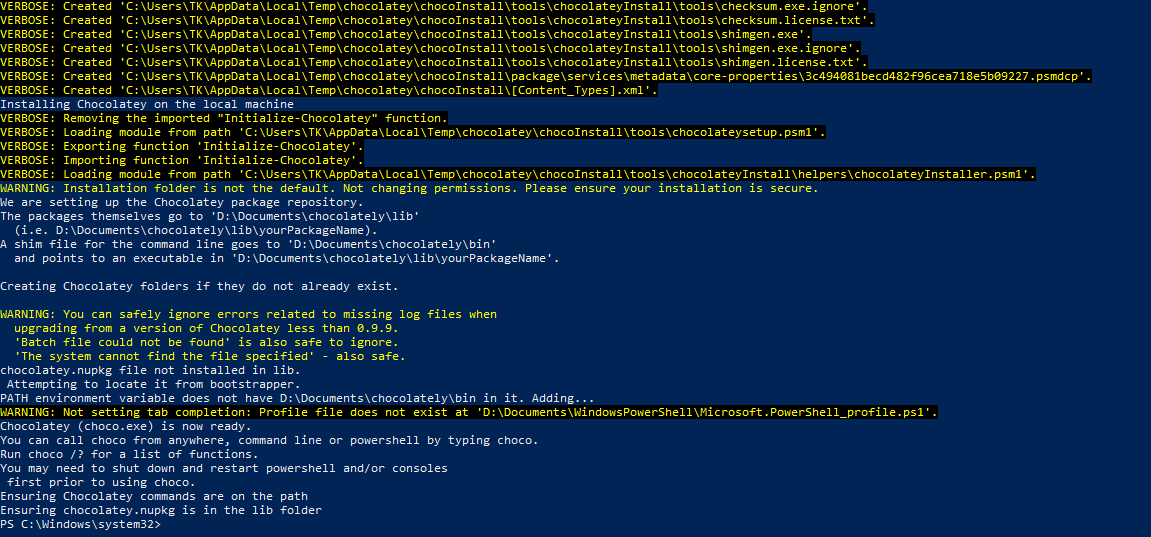 VERBOSE: Created 'C:\Users\TK\AppData\Local\Temp\chocolatey\chocoInstall\tools\chocolateyInstall\tools\checksum.exe.ignore'.
VERBOSE: Created 'C:\Users\TK\AppData\Local\Temp\chocolatey\chocoInstall\tools\chocolateyInstall\tools\checksum.license.txt'.
VERBOSE: Created 'C:\Users\TK\AppData\Local\Temp\chocolatey\chocoInstall\tools\chocolateyInstall\tools\shimgen.exe'.
VERBOSE: Created 'C:\Users\TK\AppData\Local\Temp\chocolatey\chocoInstall\tools\chocolateyInstall\tools\shimgen.exe.ignore'.
VERBOSE: Created 'C:\Users\TK\AppData\Local\Temp\chocolatey\chocoInstall\tools\chocolateyInstall\tools\shimgen.license.txt'.
VERBOSE: Created 'C:\Users\TK\AppData\Local\Temp\chocolatey\chocoInstall\package\services\metadata\core-properties\3c494081becd482f96cea718e5b09227.psmdcp'.
VERBOSE: Created 'C:\Users\TK\AppData\Local\Temp\chocolatey\chocoInstall\[Content_Types].xml'.
Installing Chocolatey on the local machine
VERBOSE: Removing the imported "Initialize-Chocolatey" function.
VERBOSE: Loading module from path 'C:\Users\TK\AppData\Local\Temp\chocolatey\chocoInstall\tools\chocolateysetup.psm1'.
VERBOSE: Exporting function 'Initialize-Chocolatey'.
VERBOSE: Importing function 'Initialize-Chocolatey'.
VERBOSE: Loading module from path 'C:\Users\TK\AppData\Local\Temp\chocolatey\chocoInstall\tools\chocolateyInstall\helpers\chocolateyInstaller.psm1'.
WARNING: Installation folder is not the default. Not changing permissions. Please ensure your installation is secure.
We are setting up the Chocolatey package repository.
The packages themselves go to 'D:\Documents\chocolately\lib'
(i.e. D:\Documents\chocolately\lib\yourPackageName).
A shim file for the command line goes to 'D:\Documents\chocolately\bin'
and points to an executable in 'D:\Documents\chocolately\lib\yourPackageName'.
Creating Chocolatey folders if they do not already exist.
WARNING: You can safely ignore errors related to missing log files when
upgrading from a version of Chocolatey less than 0.9.9.
'Batch file could not be found' is also safe to ignore.
'The system cannot find the file specified' - also safe.
chocolatey.nupkg file not installed in lib.
Attempting to locate it from bootstrapper.
PATH environment variable does not have D:\Documents\chocolately\bin in it. Adding...
WARNING: Not setting tab completion: Profile file does not exist at 'D:\Documents\WindowsPowerShell\Microsoft.PowerShell_profile.ps1'.
Chocolatey (choco.exe) is now ready.
You can call choco from anywhere, command line or powershell by typing choco.
Run choco /? for a list of functions.
You may need to shut down and restart powershell and/or consoles
first prior to using choco.
Ensuring Chocolatey commands are on the path
Ensuring chocolatey.nupkg is in the lib folder
PS C:\Windows\system32>